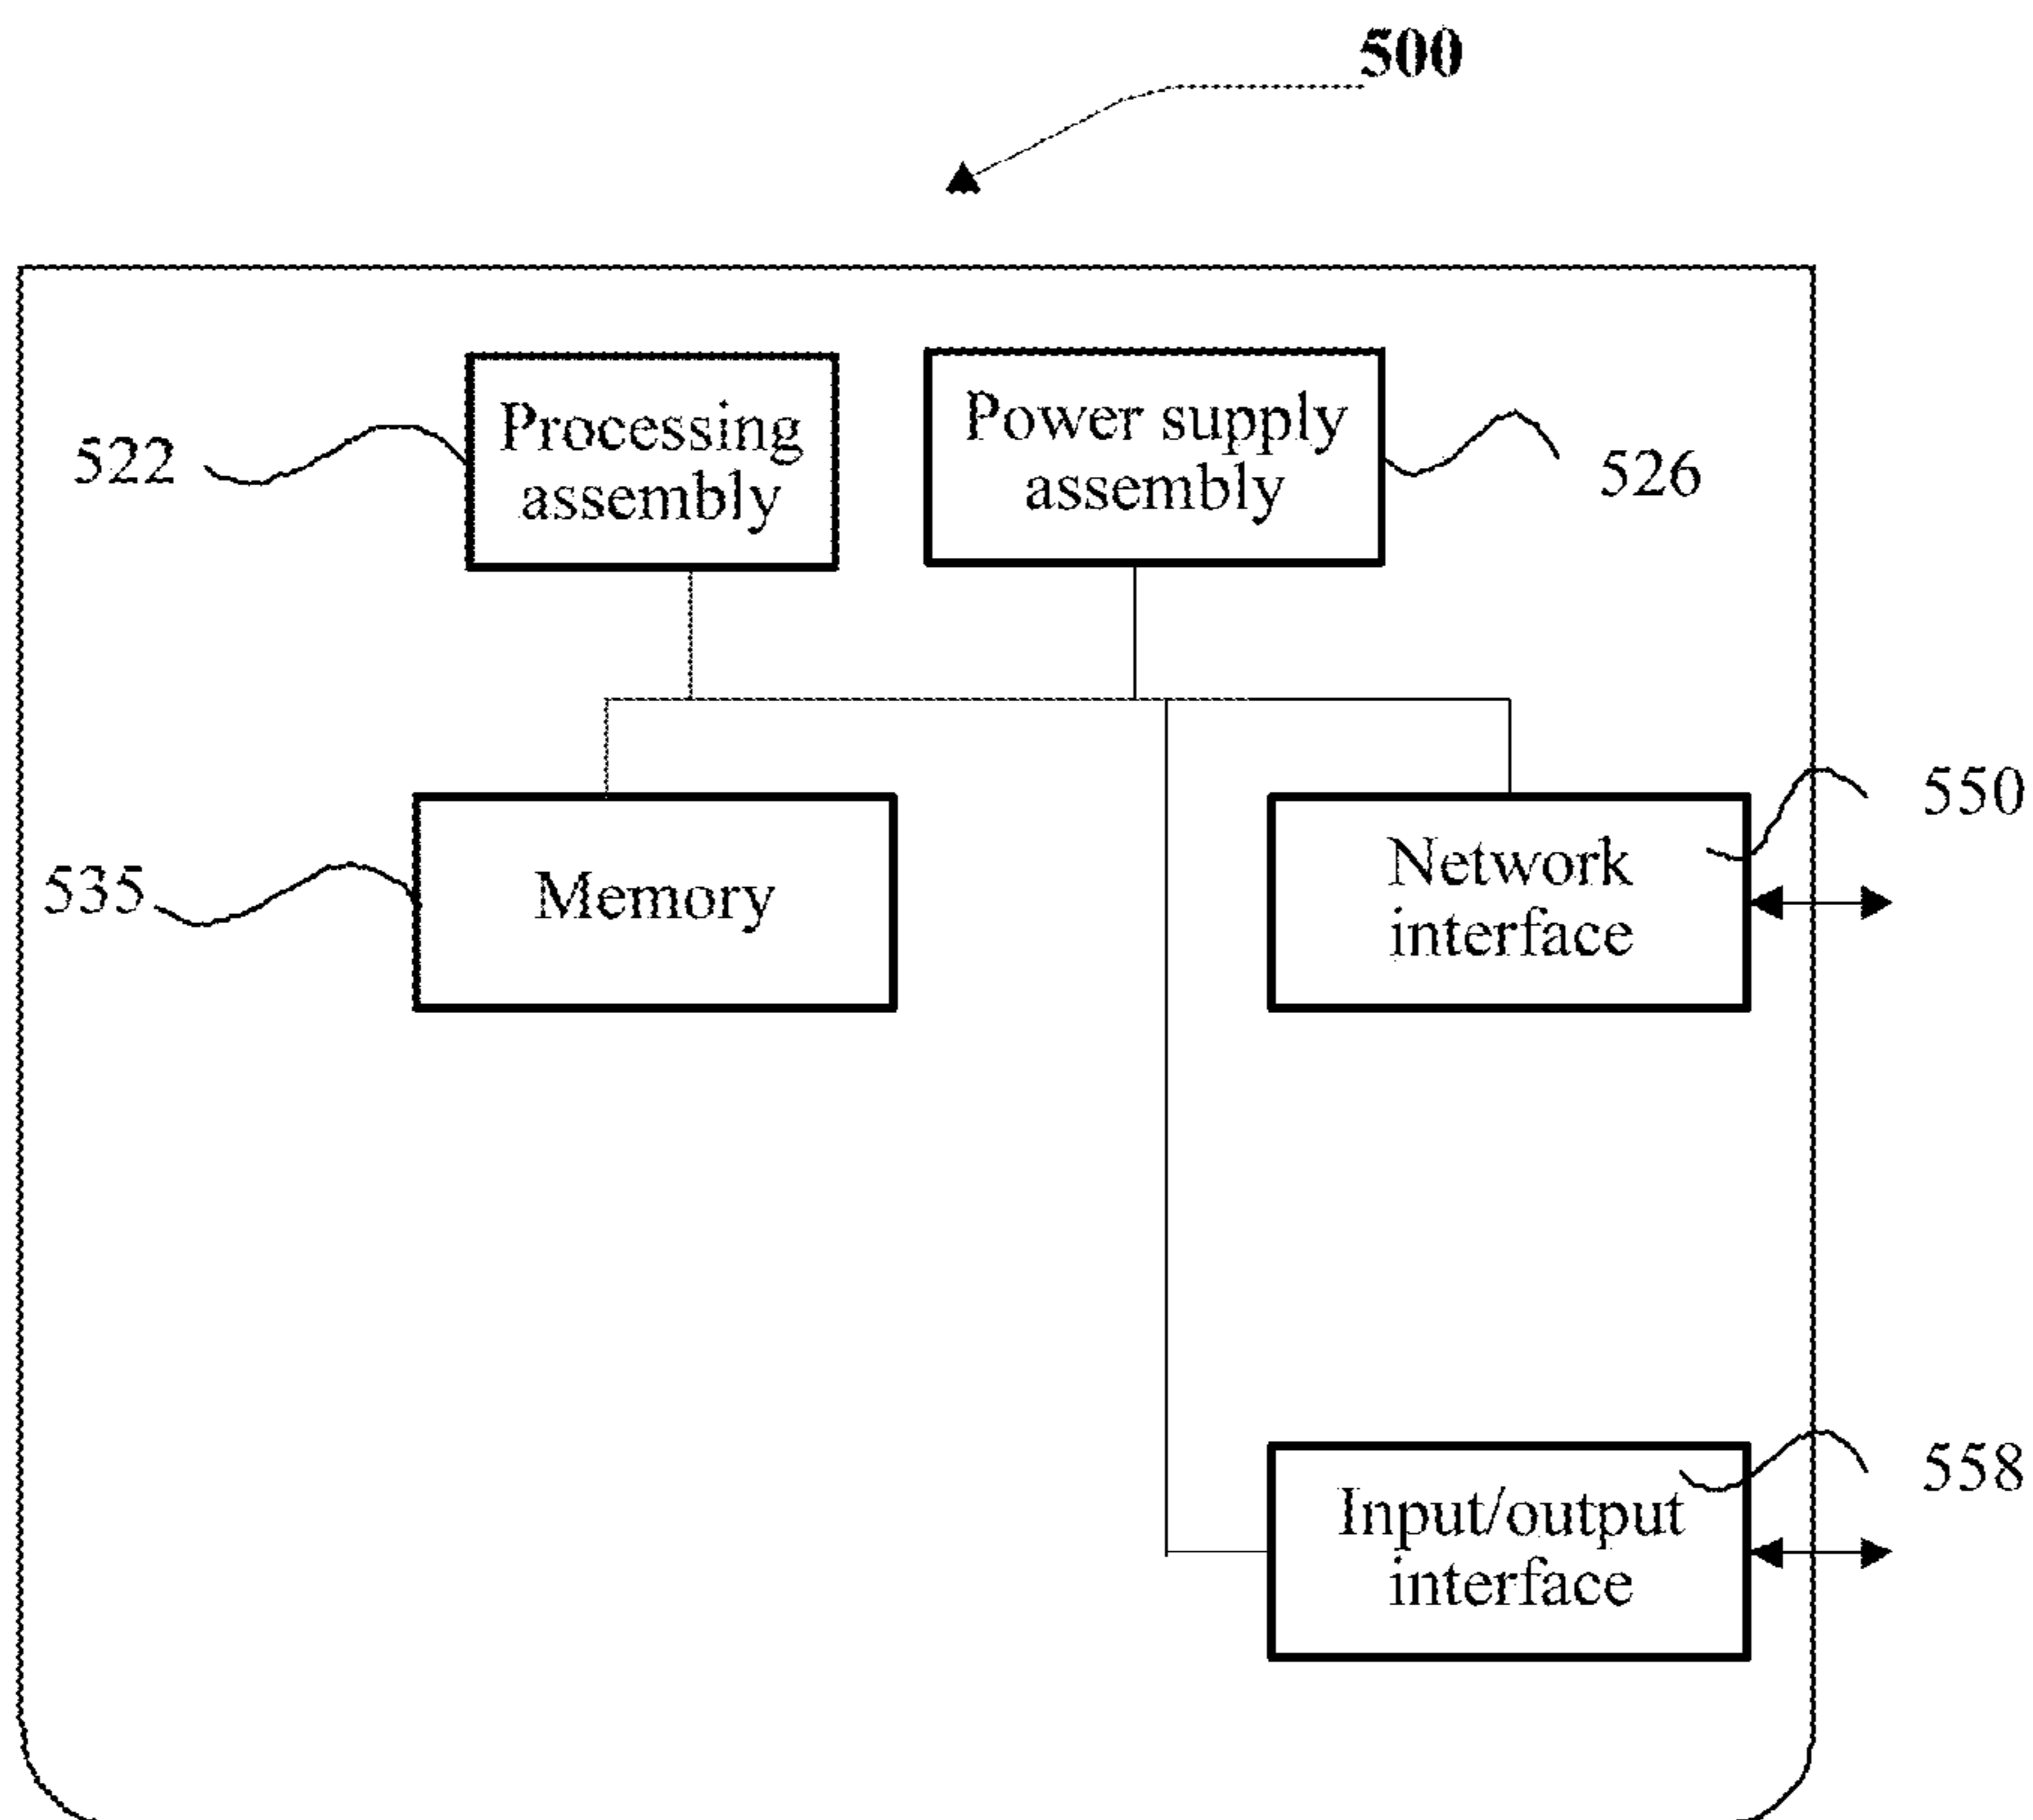 500
522
Processing
assembly
Power supply
assembly
526
535
Memory
Network
interface
550
Input/output
interface
558